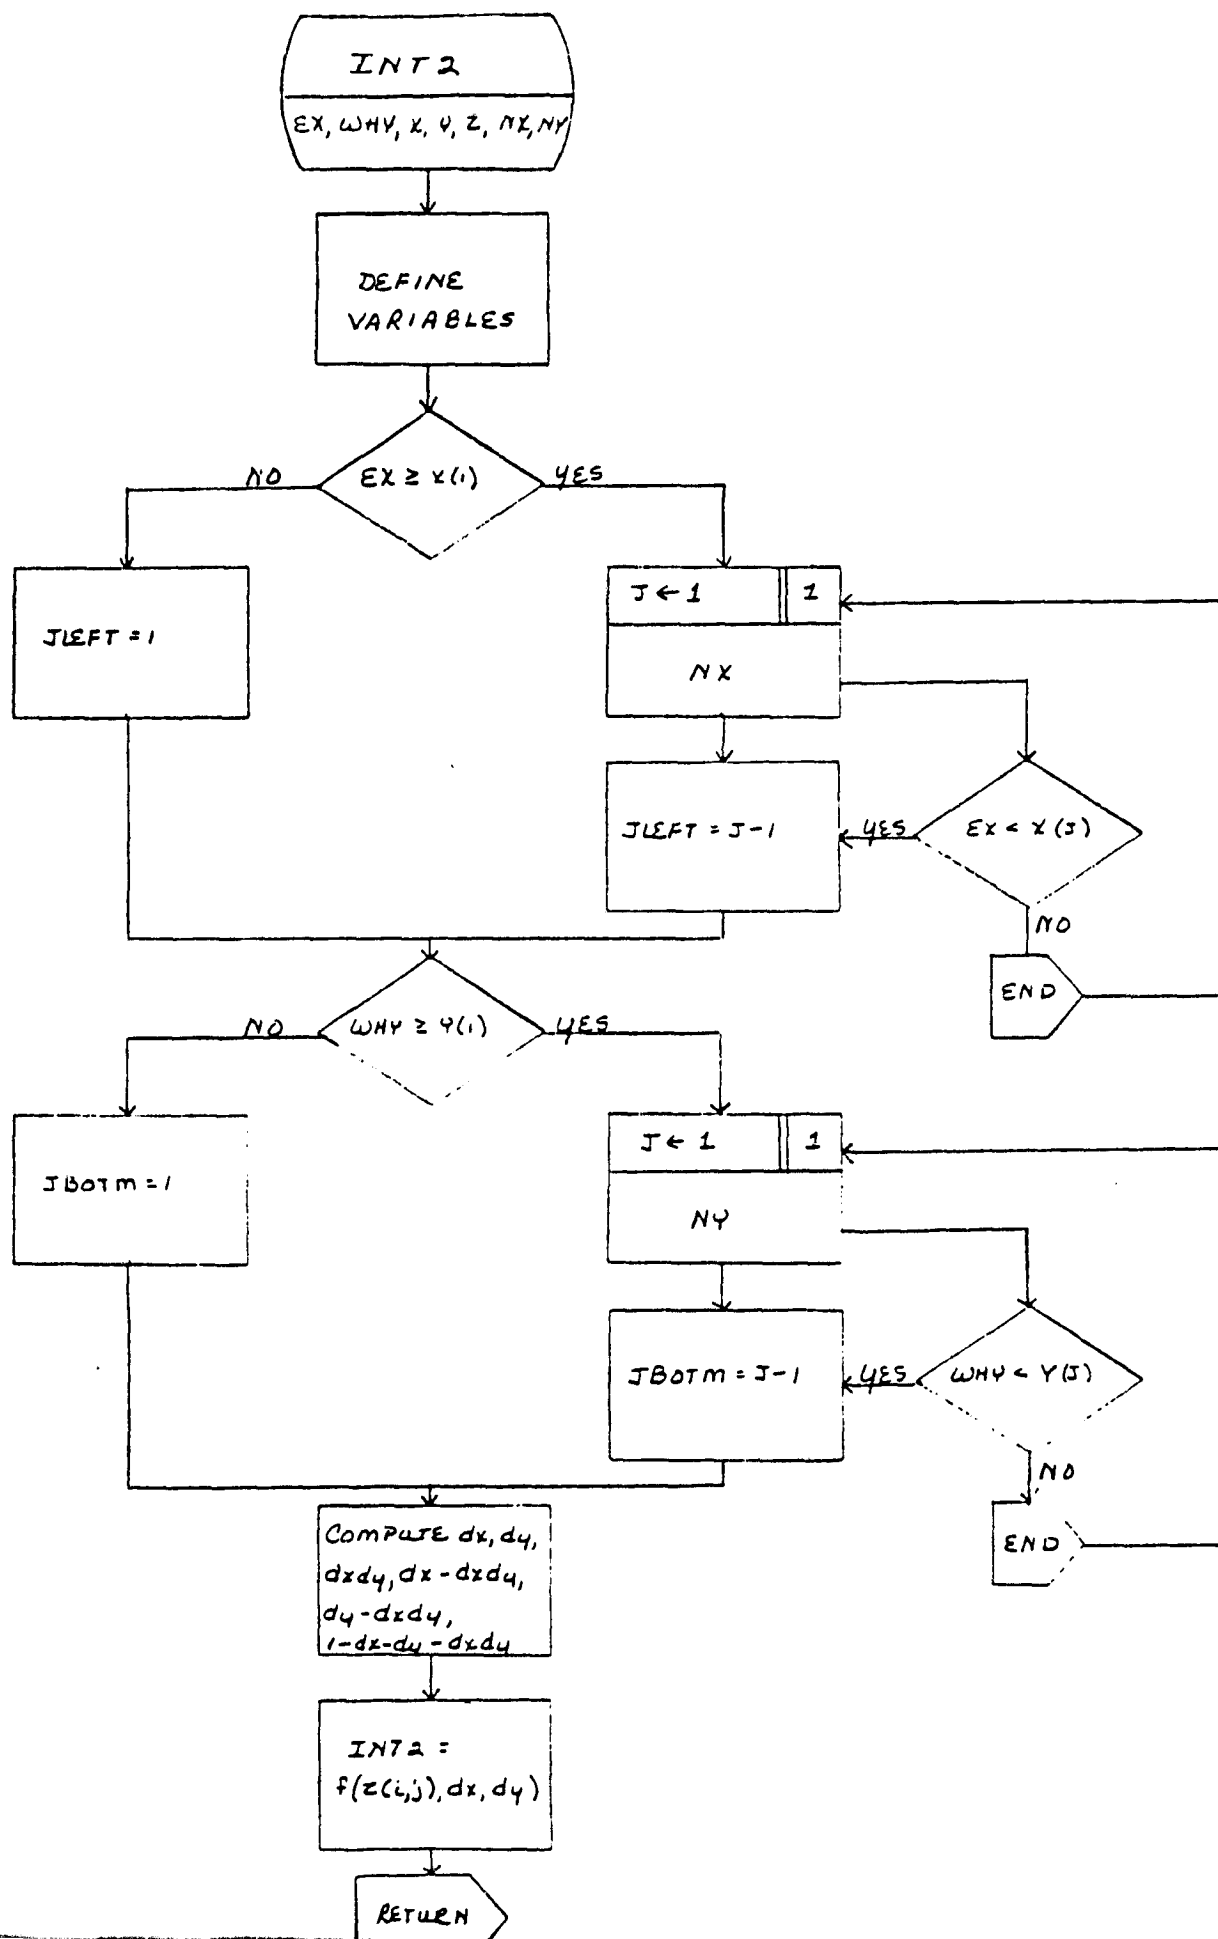 INT2
EX, WHY, X, Y, Z, NX, NY
DEFINE
VARIABLES
EX ≥ X(1)
NO
YES
JLEFT = 1
J ← 1
1
NX
JLEFT = J-1
YES
EX < X(J)
NO
END
WHY ≥ Y(1)
NO
YES
JBOTM = 1
J ← 1
1
NY
JBOTM = J-1
YES
WHY < Y(J)
NO
END
COMPUTE dx, dy,
dxdy, dx - dxdy,
dy - dxdy,
1-dx-dy-dxdy
INT2 =
f(z(i,j), dx, dy)
RETURN